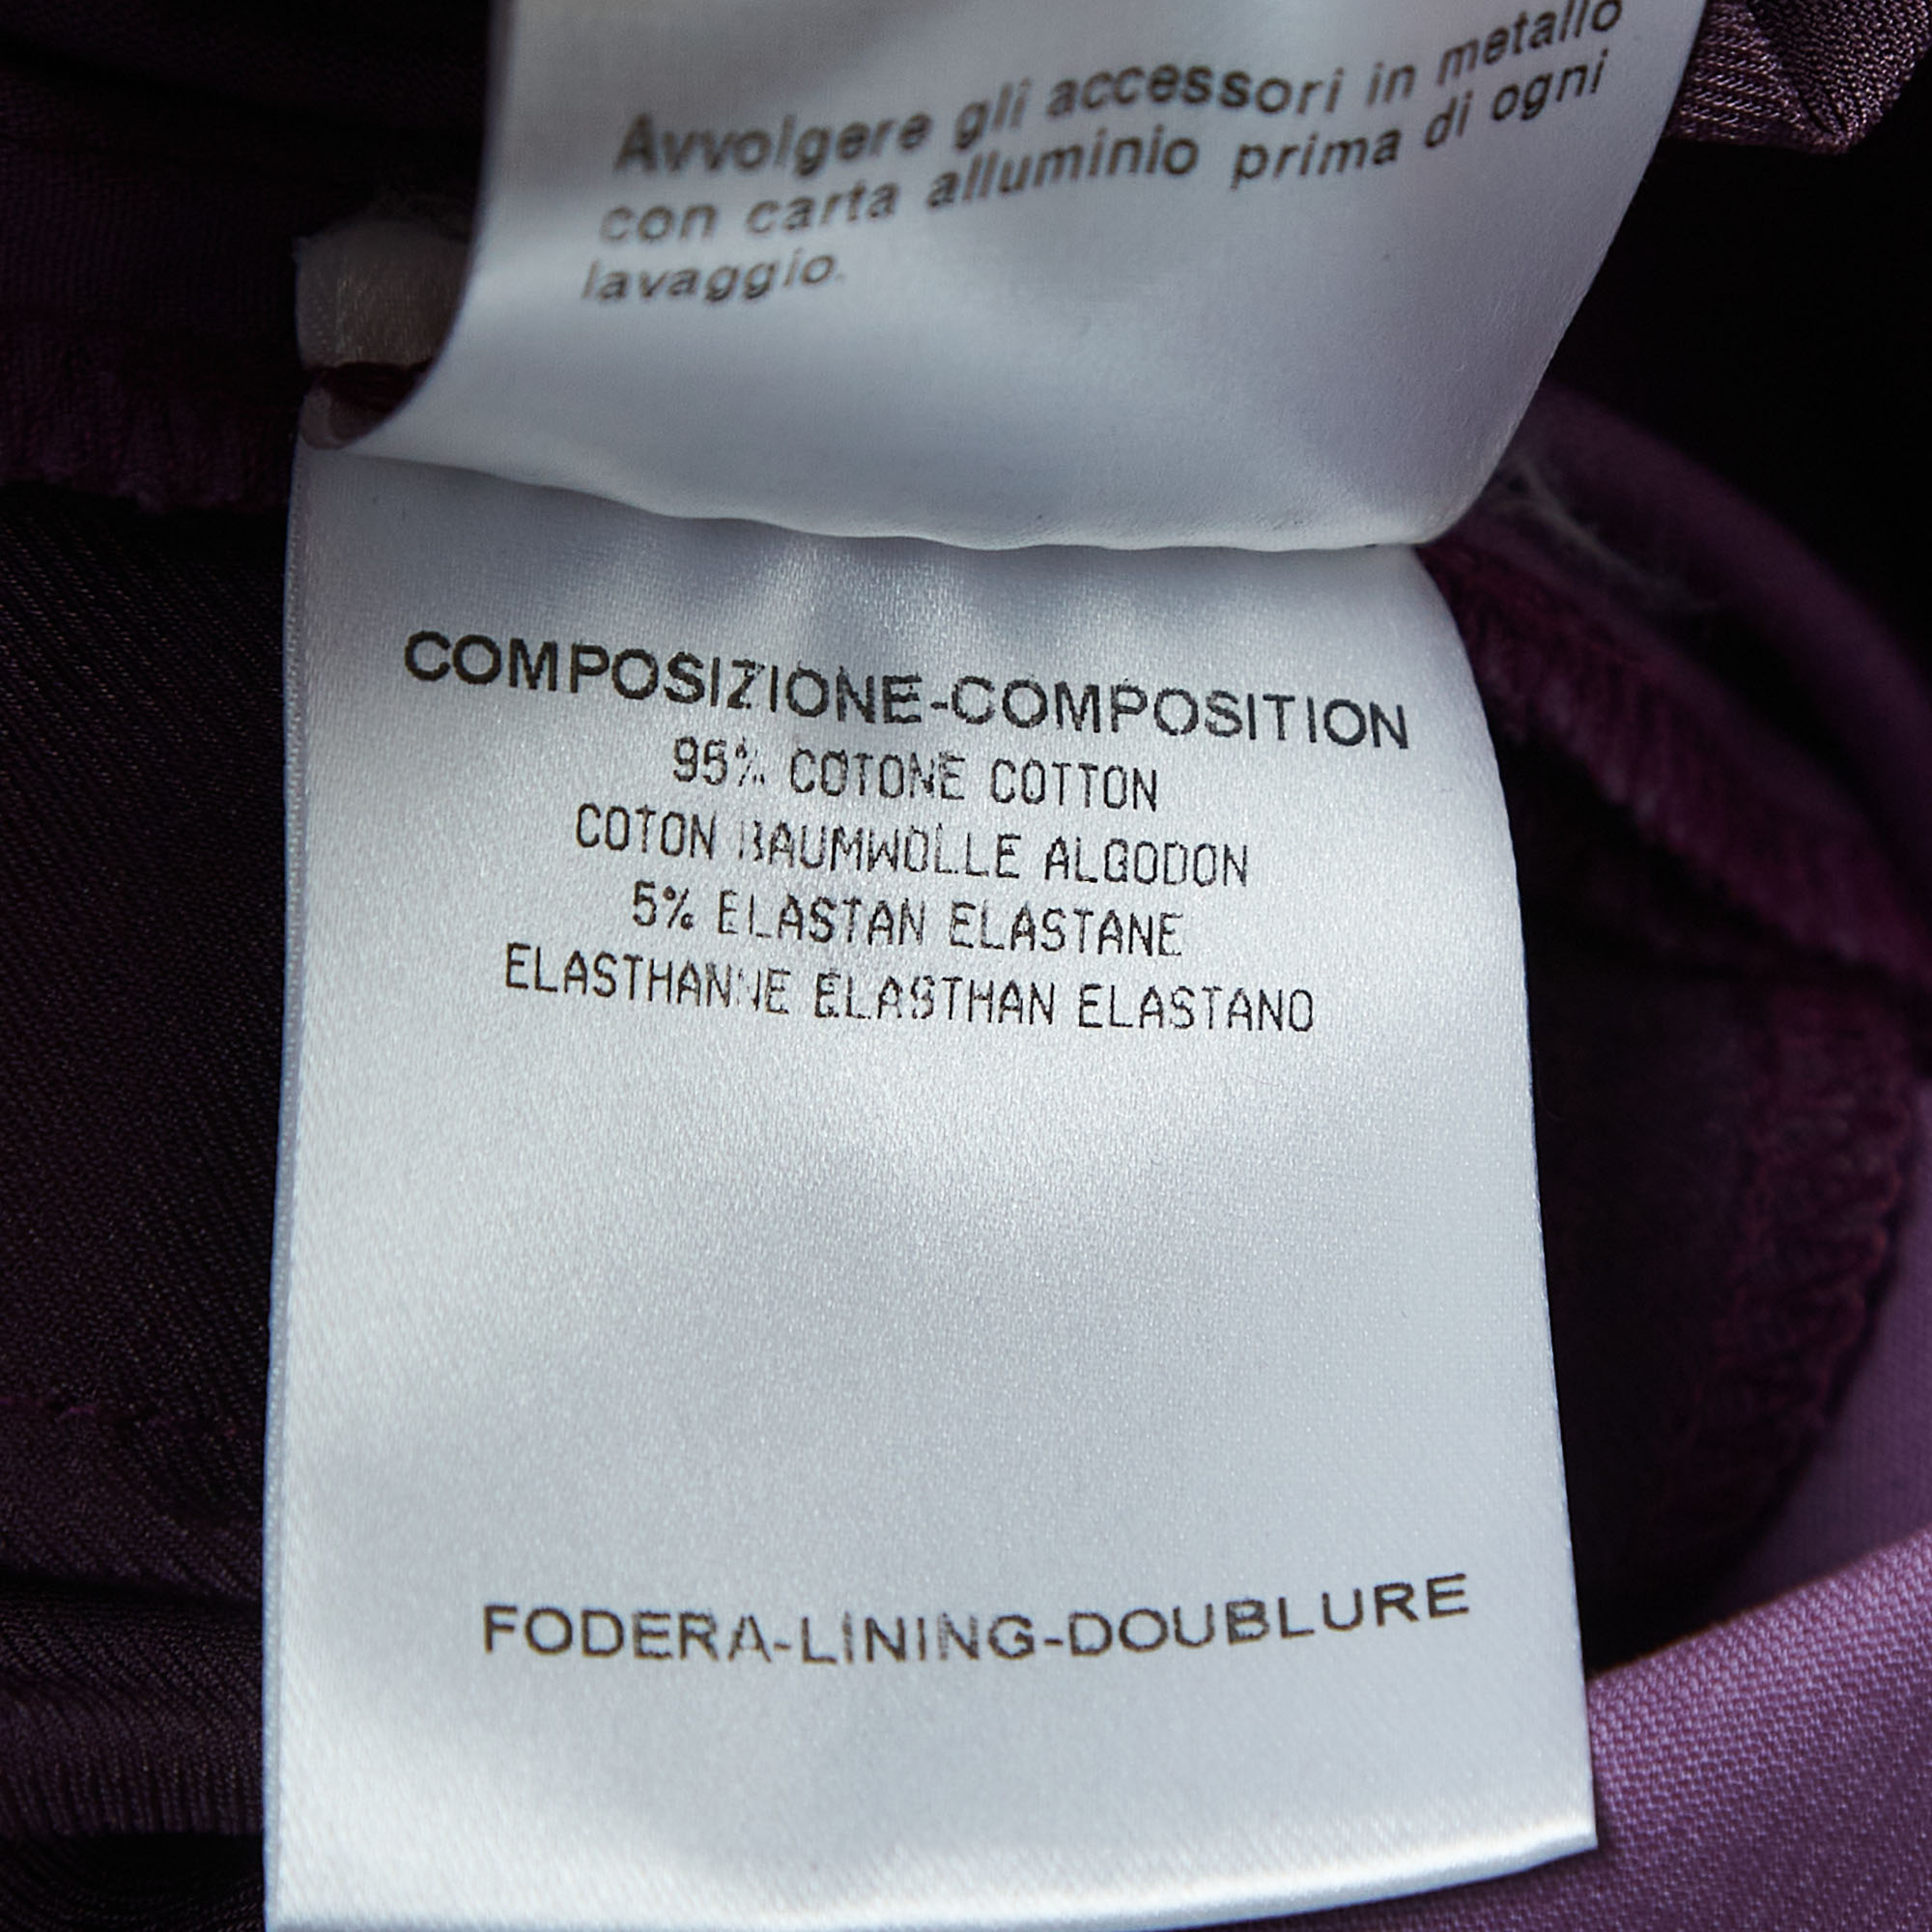 Avvolgere gli accessori in metallo
con carta alluminio prima di ogni
lavaggio.
COMPOSIZIONE-COMPOSITION
95% COTONE COTTON
COTON BAUMWOLLE ALGODON
5% ELASTAN ELASTANE
ELASTHANNE ELASTHAN ELASTANO
FODERA-LINING-DOUBLURE